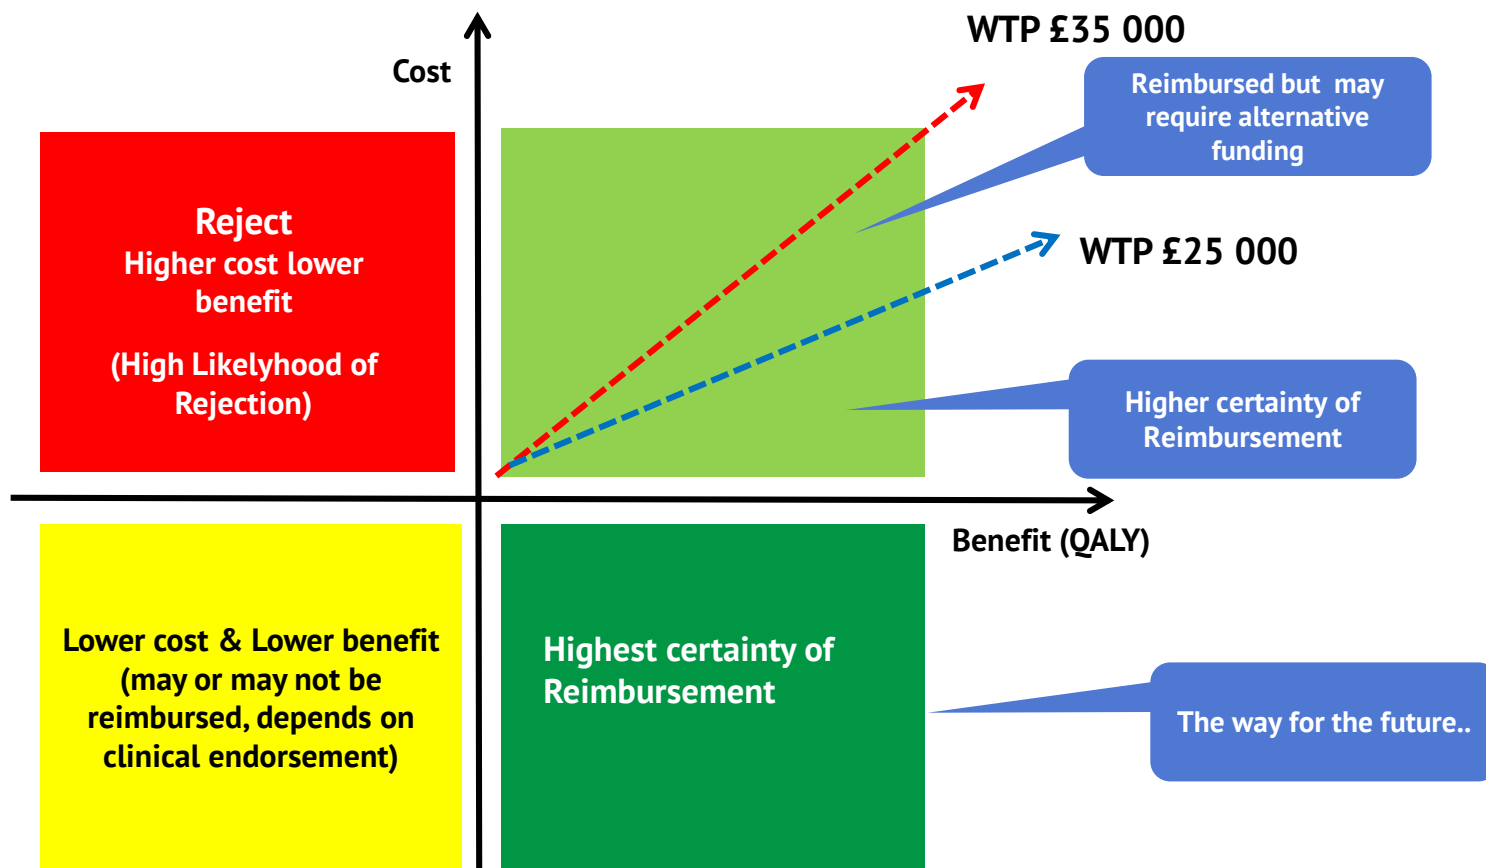 WTP £35 000
Cost
Reimbursed but may
require alternative
funding
Reject
Higher cost lower
benefit
(High Likelyhood of
Rejection)
WTP £25 000
Higher certainty of
Reimbursement
Benefit (QALY)
Lower cost & Lower benefit
(may or may not be
reimbursed, depends on
clinical endorsement)
Highest certainty of
Reimbursement
The way for the future..